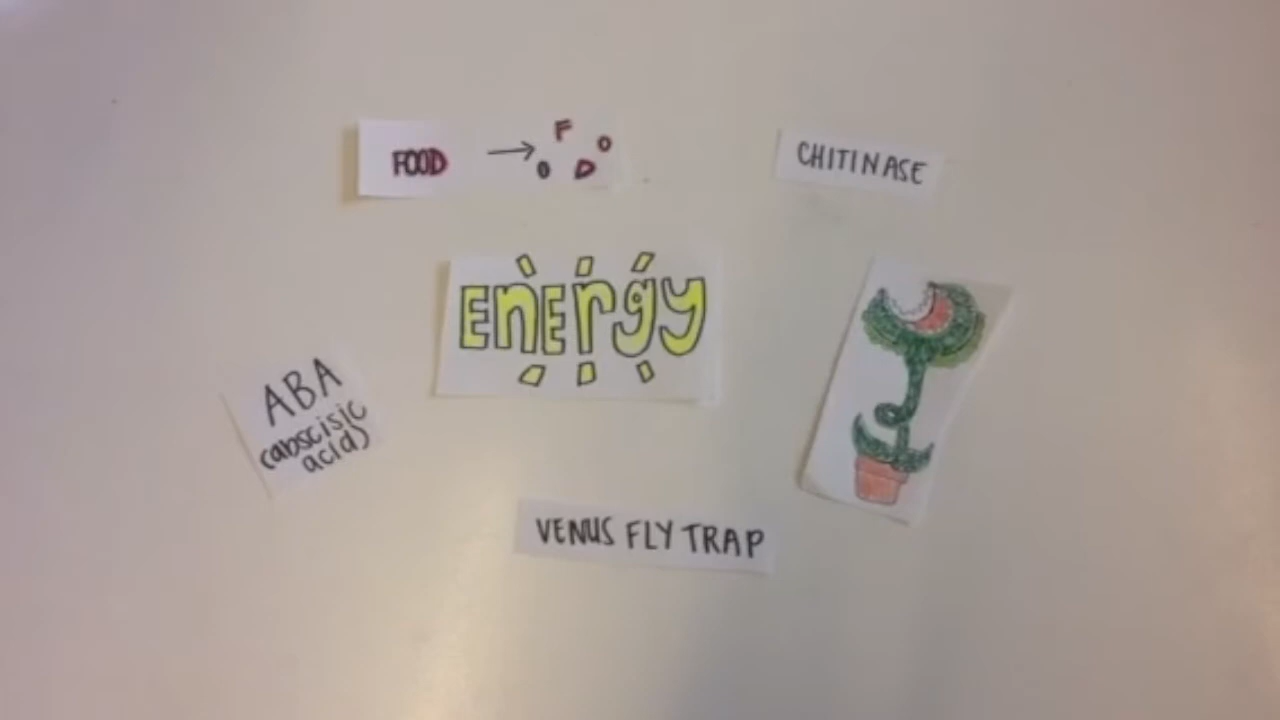 FOOD → F O O D
CHITINASE
ENERGY
ABA
(abscisic
acid)
VENUS FLY TRAP